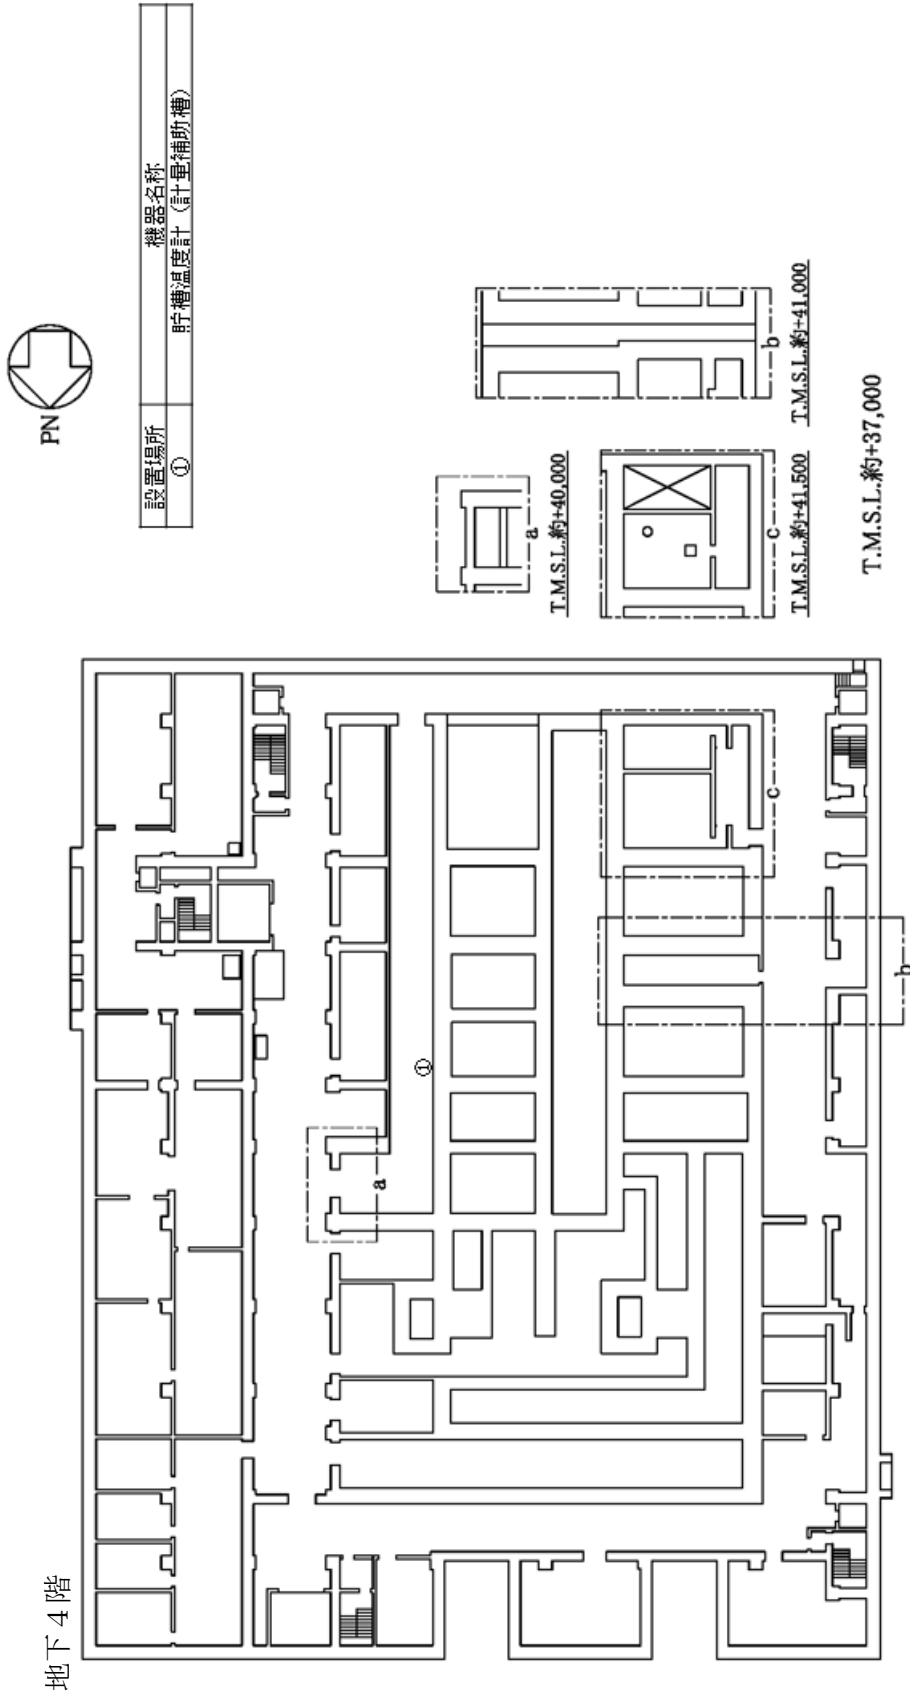 地下4階
PN
設置場所 機器名称
① 貯槽温度計（計量補助槽）
a
T.M.S.L.約+40,000
b
T.M.S.L.約+41,000
c
T.M.S.L.約+41,500
T.M.S.L.約+37,000
①
a
b
c